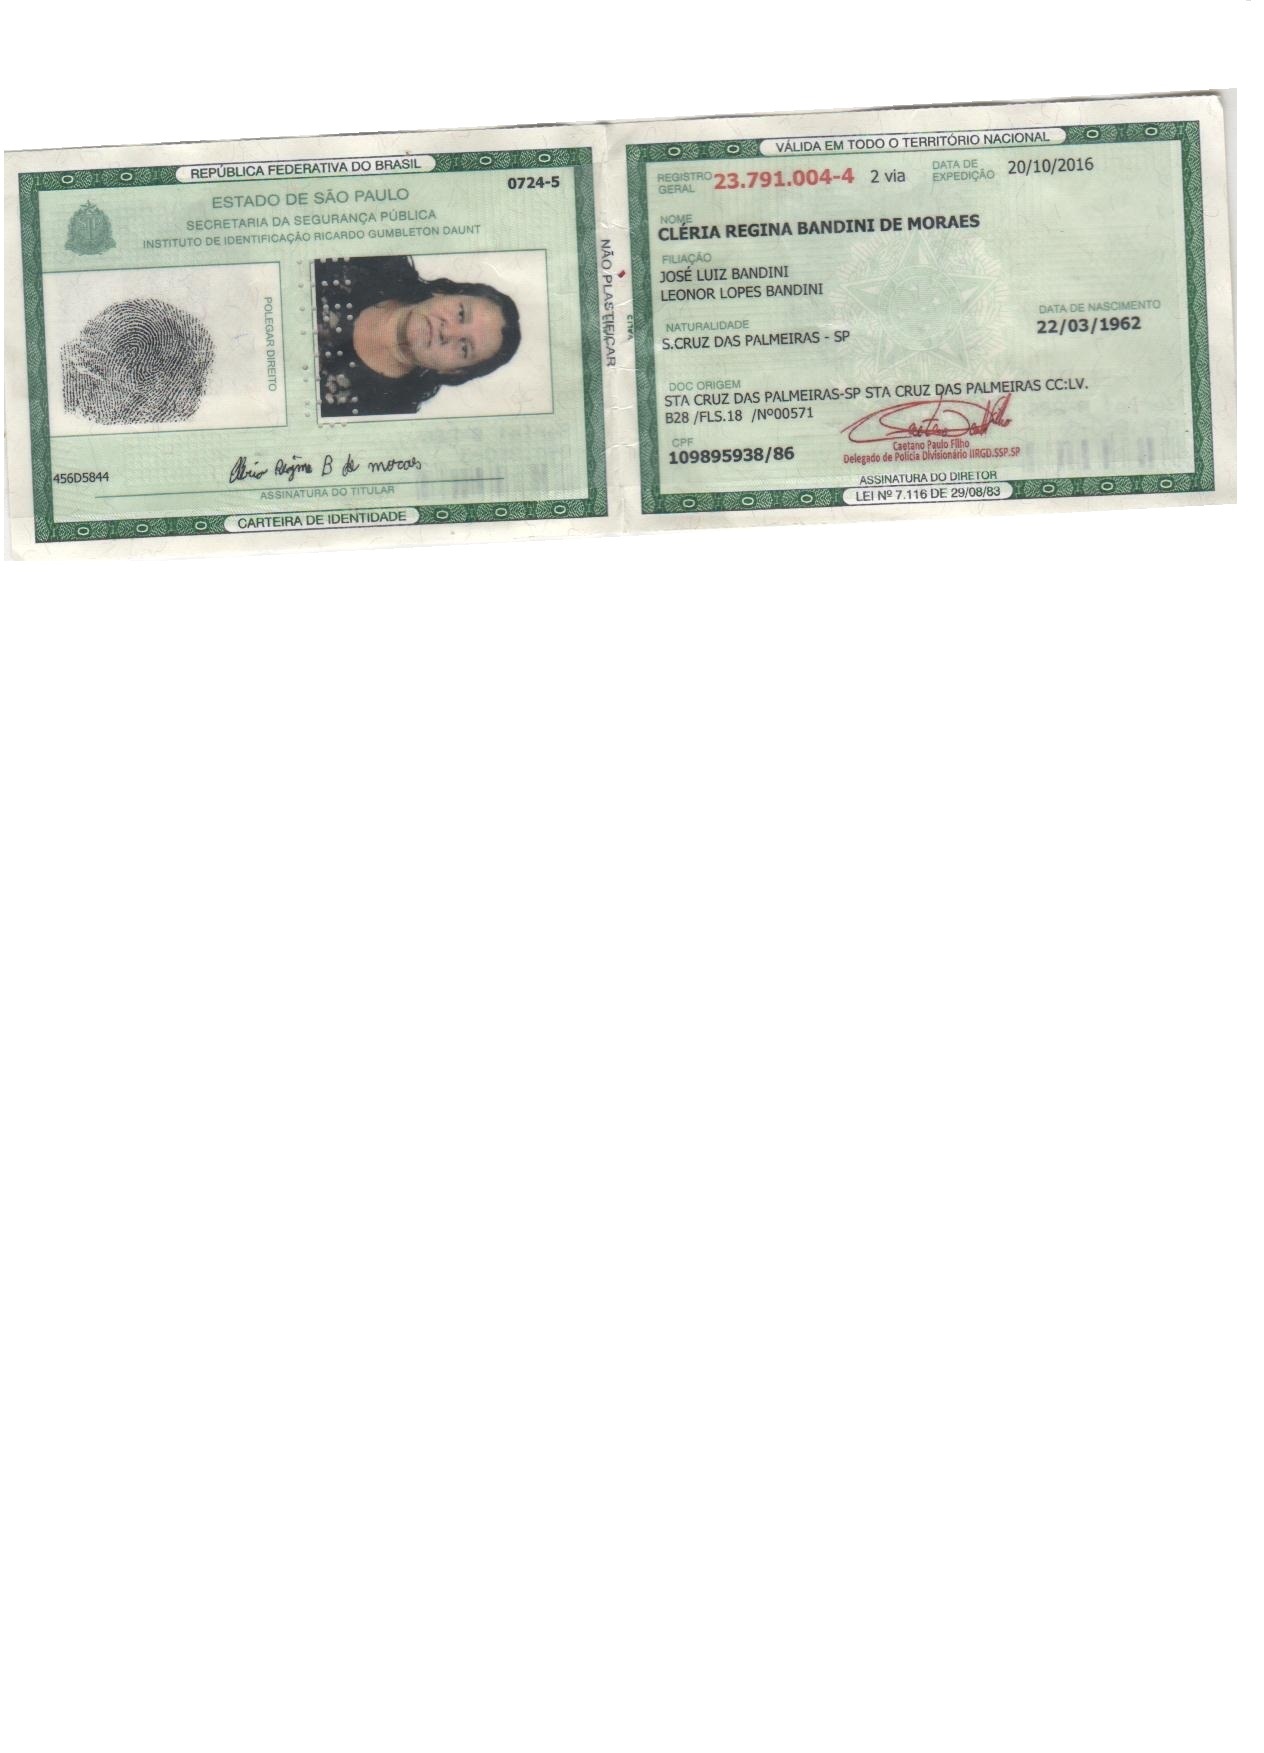 REPÚBLICA FEDERATIVA DO BRASIL
0724-5
ESTADO DE SÃO PAULO
SECRETARIA DA SEGURANÇA PÚBLICA
INSTITUTO DE IDENTIFICAÇÃO RICARDO GUMBLETON DAUNT
POLEGAR DIREITO
456D5844
Regina B de moraes
ASSINATURA DO TITULAR
CARTEIRA DE IDENTIDADE
NÃO PLASTIFICAR
VÁLIDA EM TODO O TERRITÓRIO NACIONAL
REGISTRO GERAL 23.791.004-4 2 via DATA DE EXPEDIÇÃO 20/10/2016
NOME
CLÉRIA REGINA BANDINI DE MORAES
FILIAÇÃO
JOSÉ LUIZ BANDINI
LEONOR LOPES BANDINI
NATURALIDADE
S.CRUZ DAS PALMEIRAS - SP
DATA DE NASCIMENTO
22/03/1962
DOC ORIGEM
STA CRUZ DAS PALMEIRAS-SP STA CRUZ DAS PALMEIRAS CC:LV.
B28 /FLS.18 /Nº00571
CPF
109895938/86
Caetano Paulo Filho
Delegado de Polícia Divisionário IIRGD.SSP.SP
ASSINATURA DO DIRETOR
LEI Nº 7.116 DE 29/08/83